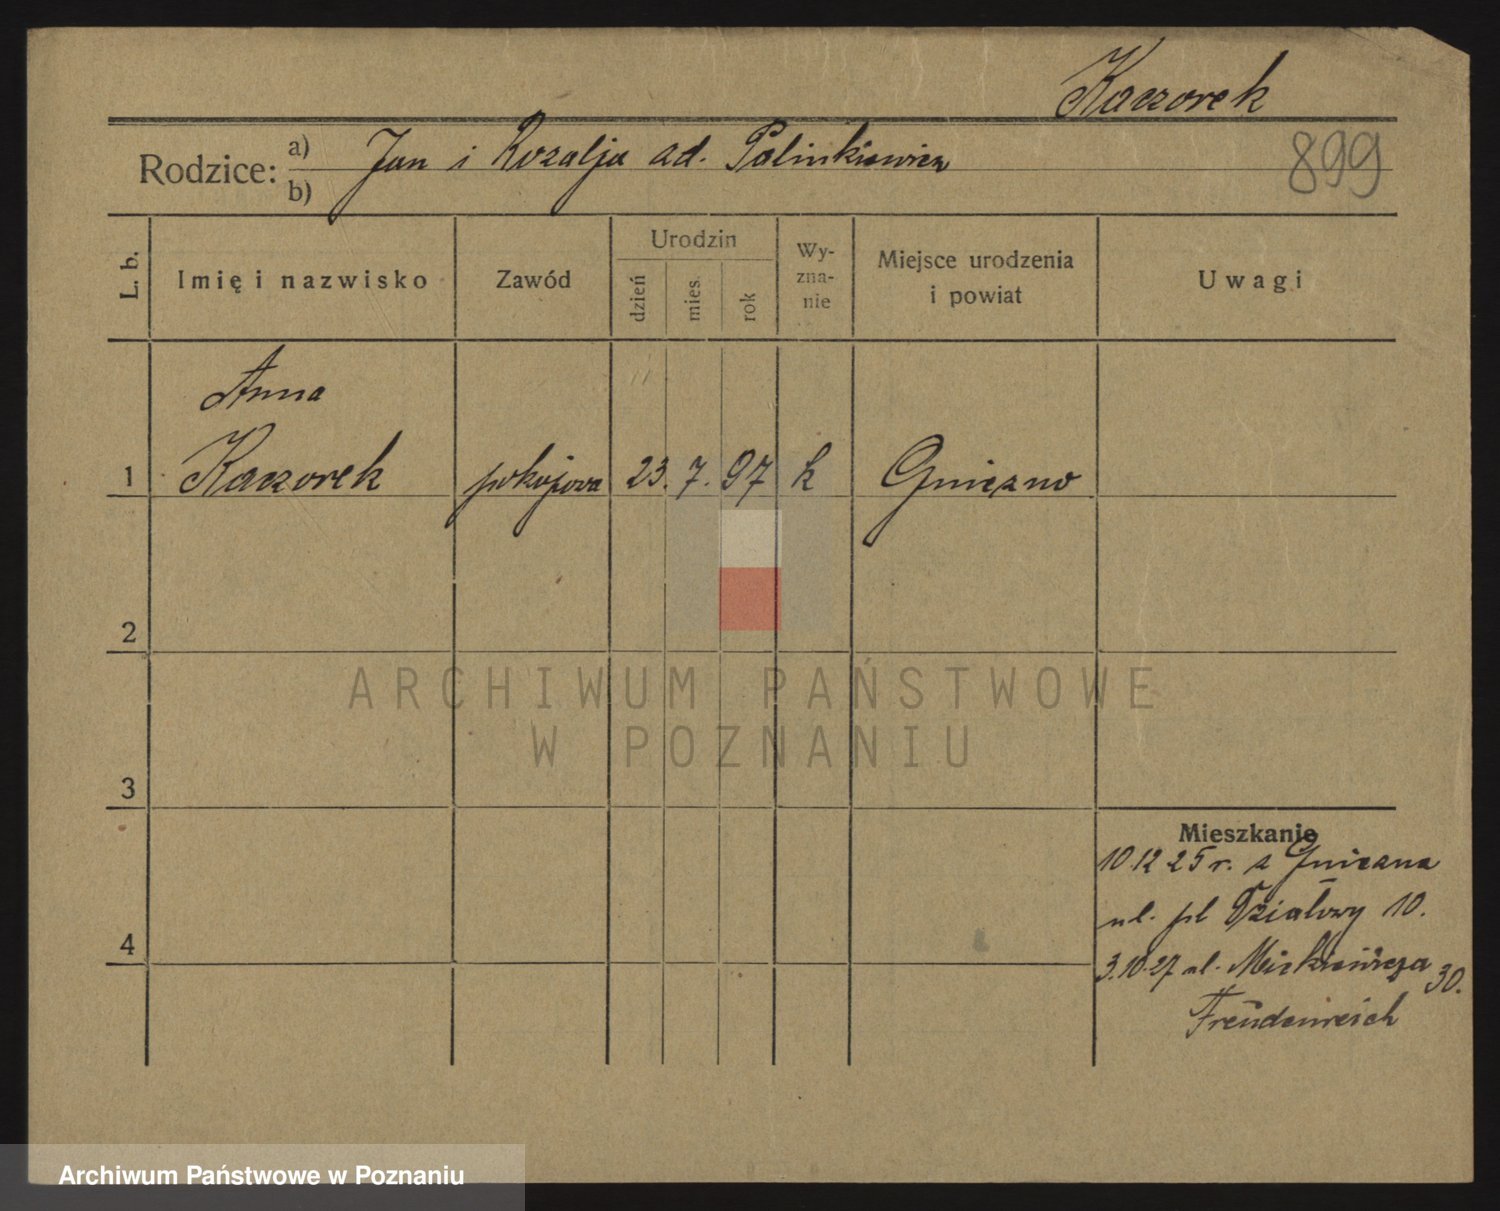 Kaczorek
Rodzice: a) Jan i Rozalja ad. Palinkiewicz
b)
899
L. b.
Imię i nazwisko
Zawód
Urodzin
dzień
mies.
rok
Wy-
zna-
nie
Miejsce urodzenia
i powiat
Uwagi
Anna
1 Kaczorek pokojowa 23. 7. 97 k Gniezno
2
ARCHIWUM PAŃSTWOWE
W POZNANIU
3
Mieszkanie
10 12 25 r. z Gniezna
ul. pl Działowy 10.
4
3.10.27 ul. Mickiewicza 30.
Freudenreich
Archiwum Państwowe w Poznaniu